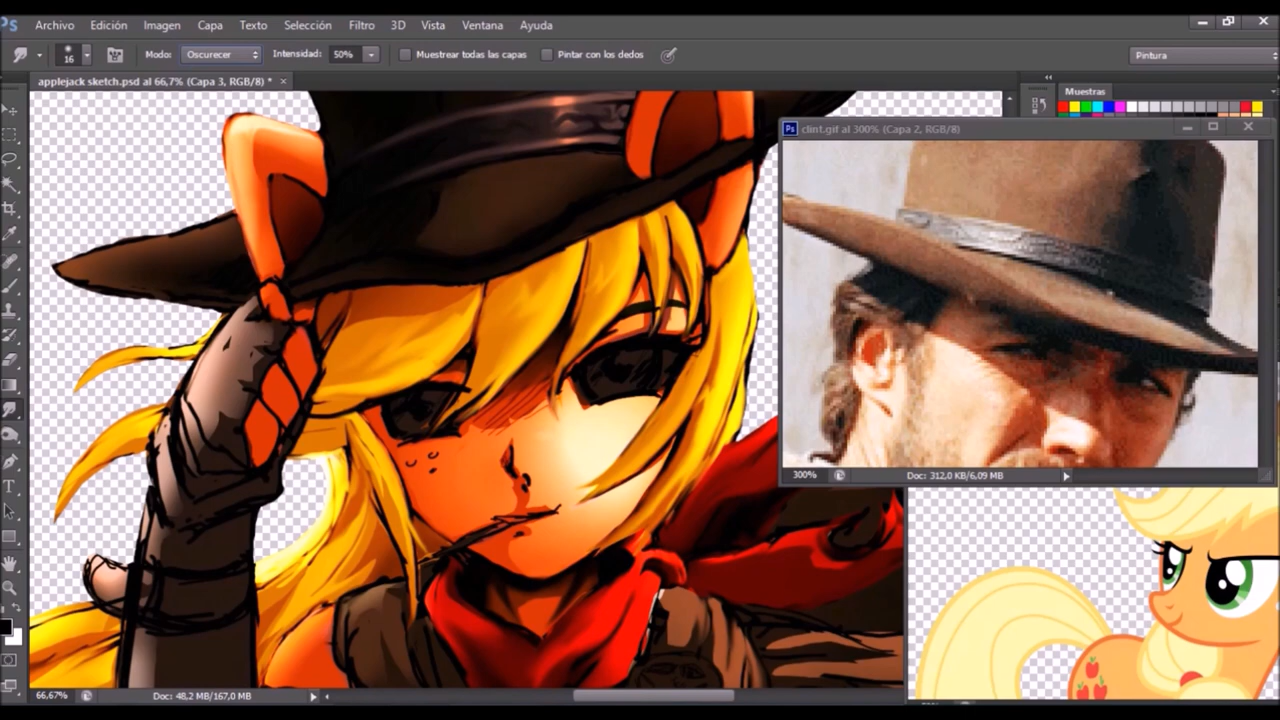 Ps Archivo Edición Imagen Capa Texto Selección Filtro 3D Vista Ventana Ayuda
16 Modo: Oscurecer Intensidad: 50% Muestrear todas las capas Pintar con los dedos Pintura
applejack sketch.psd al 66,7% (Capa 3, RGB/8) * ×
Muestras
Ps clint.gif al 300% (Capa 2, RGB/8)
300% Doc: 312,0 KB/6,09 MB
66,67% Doc: 48,2 MB/167,0 MB